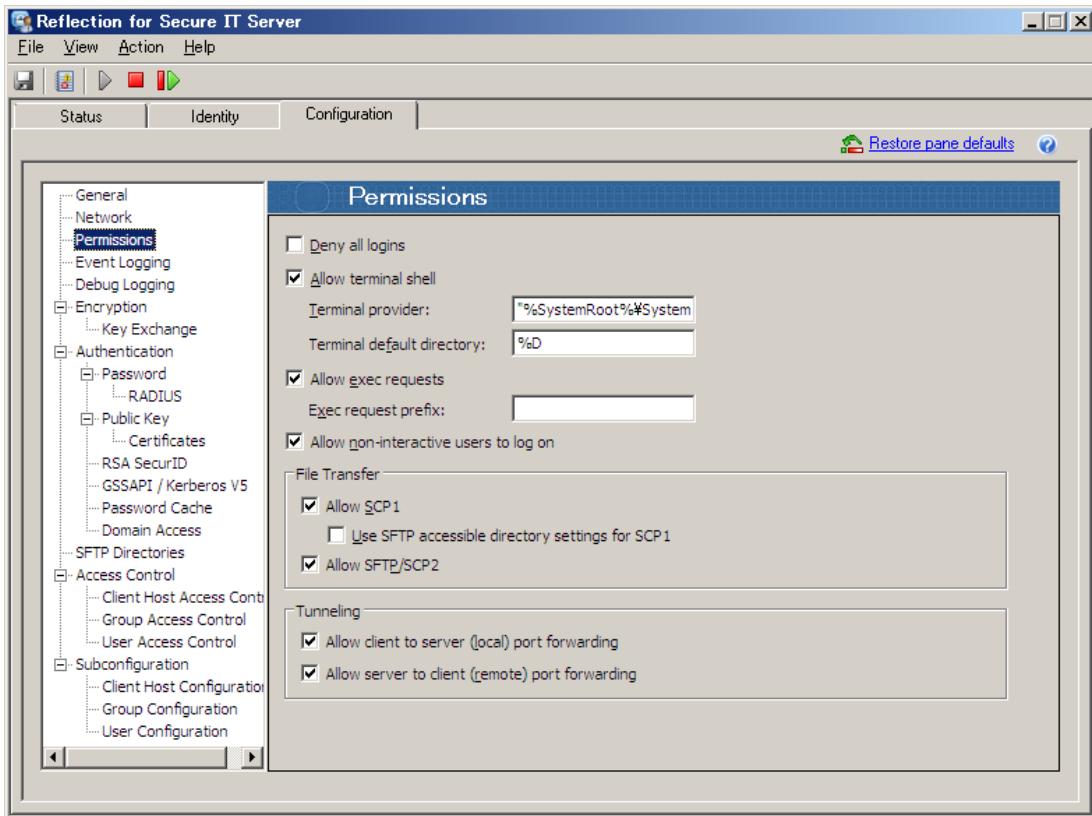 Reflection for Secure IT Server
File View Action Help
Status Identity Configuration
Restore pane defaults
General
Network
Permissions
Event Logging
Debug Logging
Encryption
Key Exchange
Authentication
Password
RADIUS
Public Key
Certificates
RSA SecurID
GSSAPI / Kerberos V5
Password Cache
Domain Access
SFTP Directories
Access Control
Client Host Access Cont
Group Access Control
User Access Control
Subconfiguration
Client Host Configuration
Group Configuration
User Configuration
Permissions
Deny all logins
Allow terminal shell
Terminal provider: "%SystemRoot%¥System
Terminal default directory: %D
Allow exec requests
Exec request prefix:
Allow non-interactive users to log on
File Transfer
Allow SCP1
Use SFTP accessible directory settings for SCP1
Allow SFTP/SCP2
Tunneling
Allow client to server (local) port forwarding
Allow server to client (remote) port forwarding